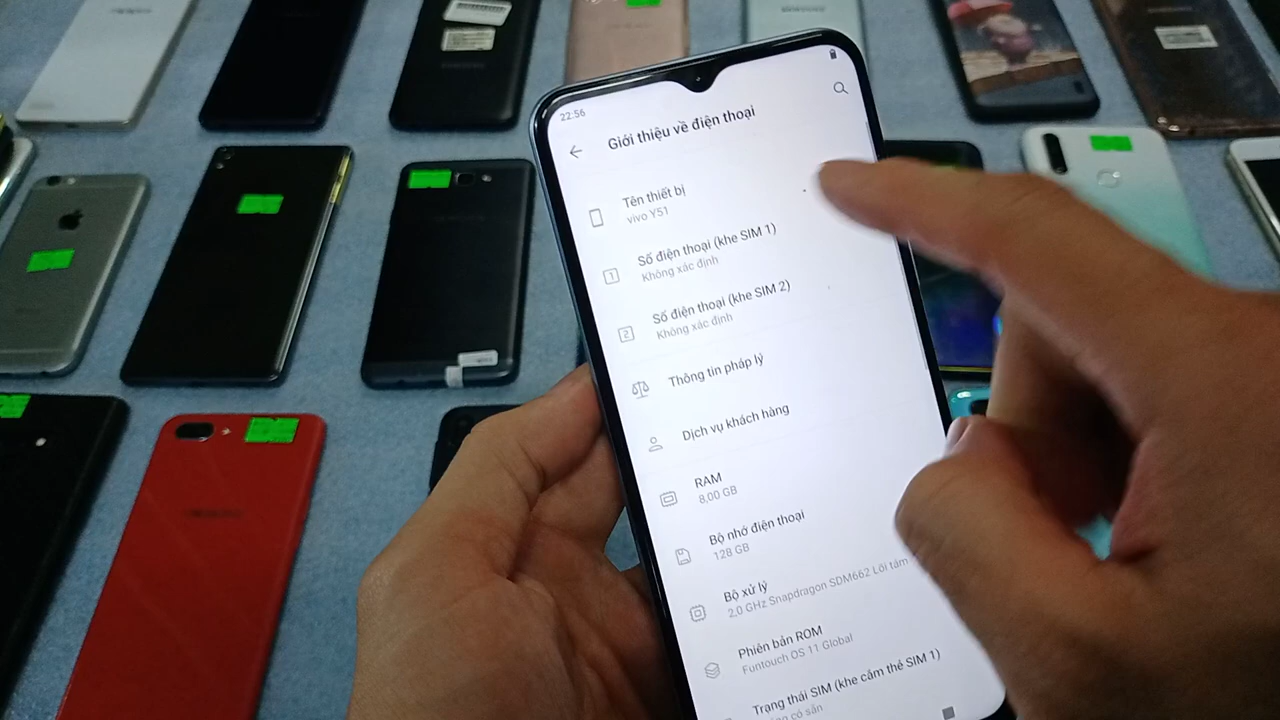 22:56
Giới thiệu về điện thoại
Tên thiết bị
vivo Y51
Số điện thoại (khe SIM 1)
Không xác định
Số điện thoại (khe SIM 2)
Không xác định
Thông tin pháp lý
Dịch vụ khách hàng
RAM
8,00 GB
Bộ nhớ điện thoại
128 GB
Bộ xử lý
2.0 GHz Snapdragon SDM662 Lõi tám
Phiên bản ROM
Funtouch OS 11 Global
Trạng thái SIM (khe cắm thẻ SIM 1)
có sẵn